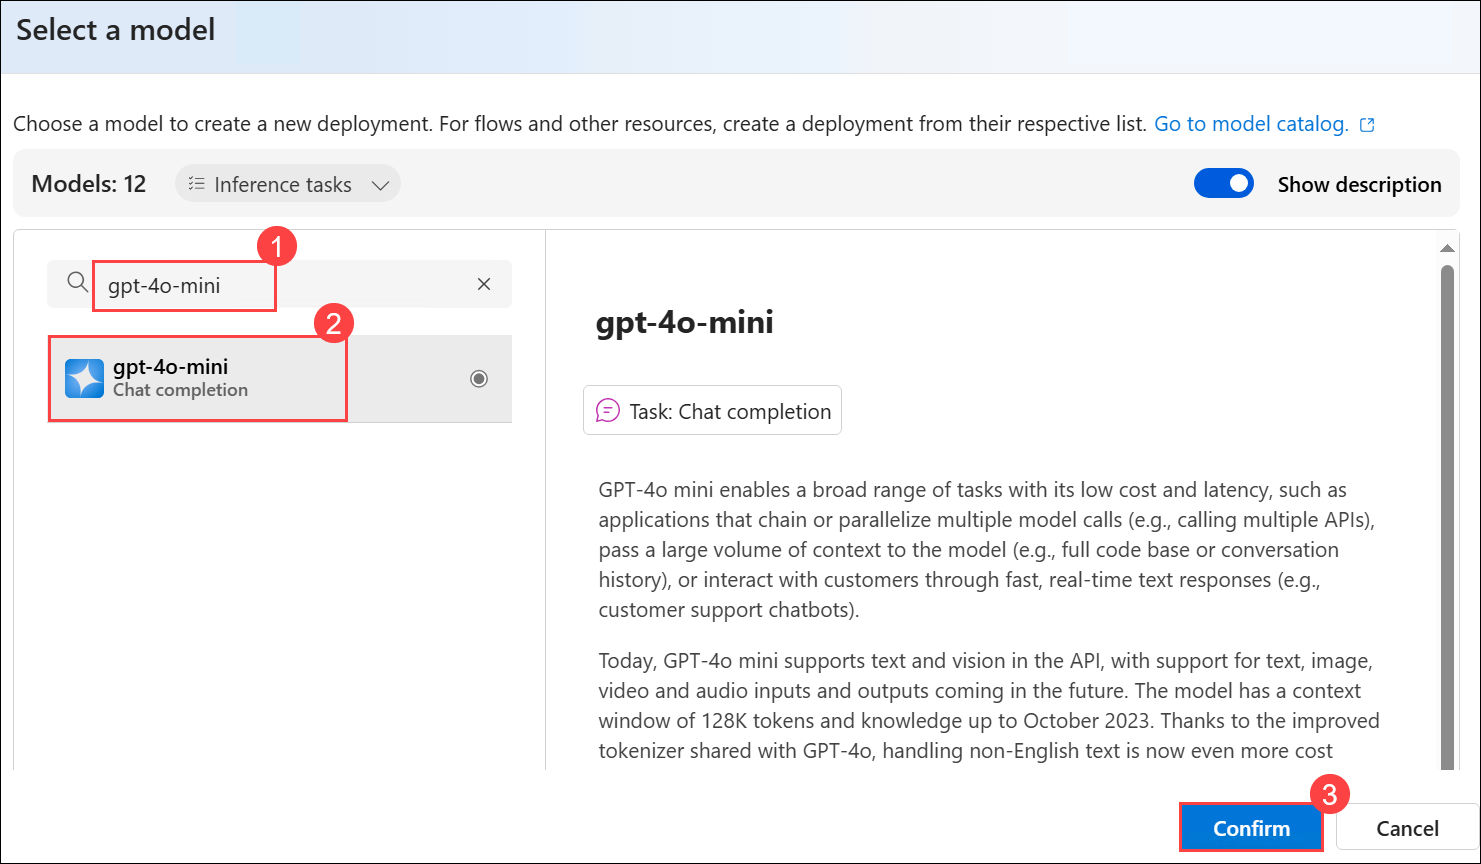 Select a model
Choose a model to create a new deployment. For flows and other resources, create a deployment from their respective list. Go to model catalog.
Models: 12
Inference tasks
Show description
1
gpt-4o-mini
2
gpt-4o-mini
Chat completion
gpt-4o-mini
Task: Chat completion
GPT-4o mini enables a broad range of tasks with its low cost and latency, such as
applications that chain or parallelize multiple model calls (e.g., calling multiple APIs),
pass a large volume of context to the model (e.g., full code base or conversation
history), or interact with customers through fast, real-time text responses (e.g.,
customer support chatbots).
Today, GPT-4o mini supports text and vision in the API, with support for text, image,
video and audio inputs and outputs coming in the future. The model has a context
window of 128K tokens and knowledge up to October 2023. Thanks to the improved
tokenizer shared with GPT-4o, handling non-English text is now even more cost
3
Confirm
Cancel